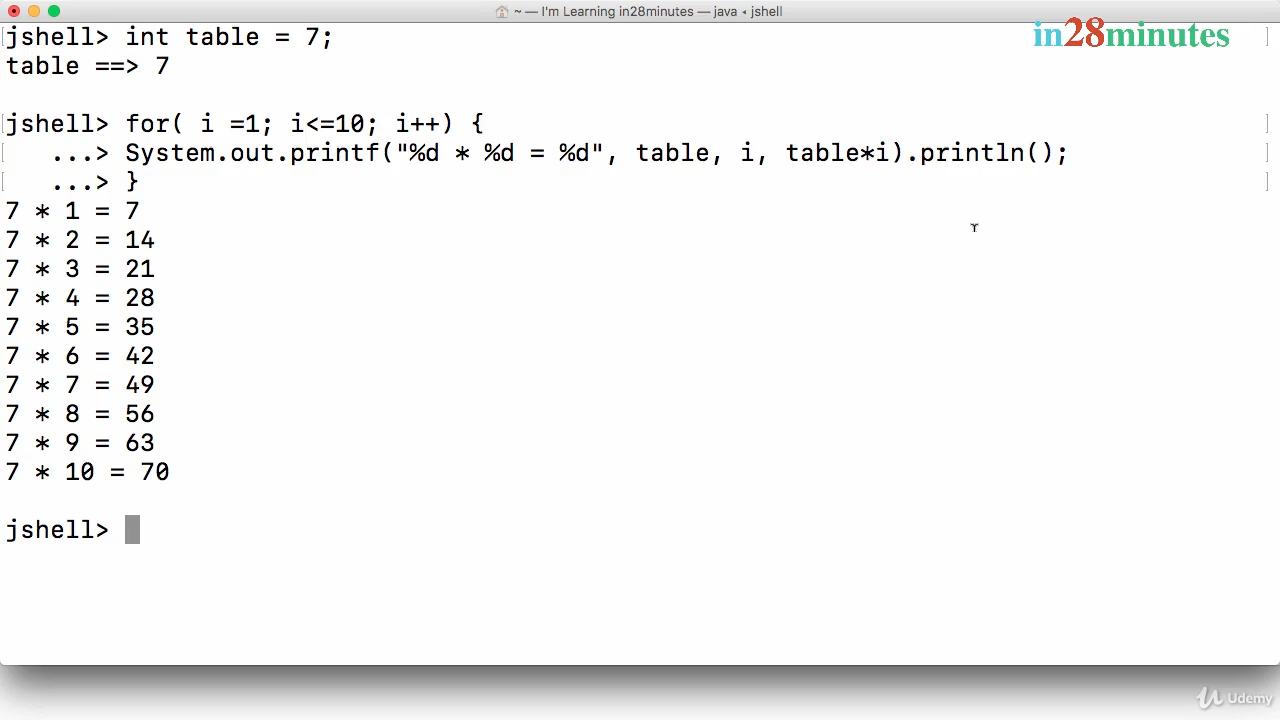 ~ — I'm Learning in28minutes — java ◂ jshell
in28minutes
jshell> int table = 7;
table ==> 7
jshell> for( i =1; i<=10; i++) {
...> System.out.printf("%d * %d = %d", table, i, table*i).println();
...> }
7 * 1 = 7
7 * 2 = 14
7 * 3 = 21
7 * 4 = 28
7 * 5 = 35
7 * 6 = 42
7 * 7 = 49
7 * 8 = 56
7 * 9 = 63
7 * 10 = 70
jshell>
Udemy